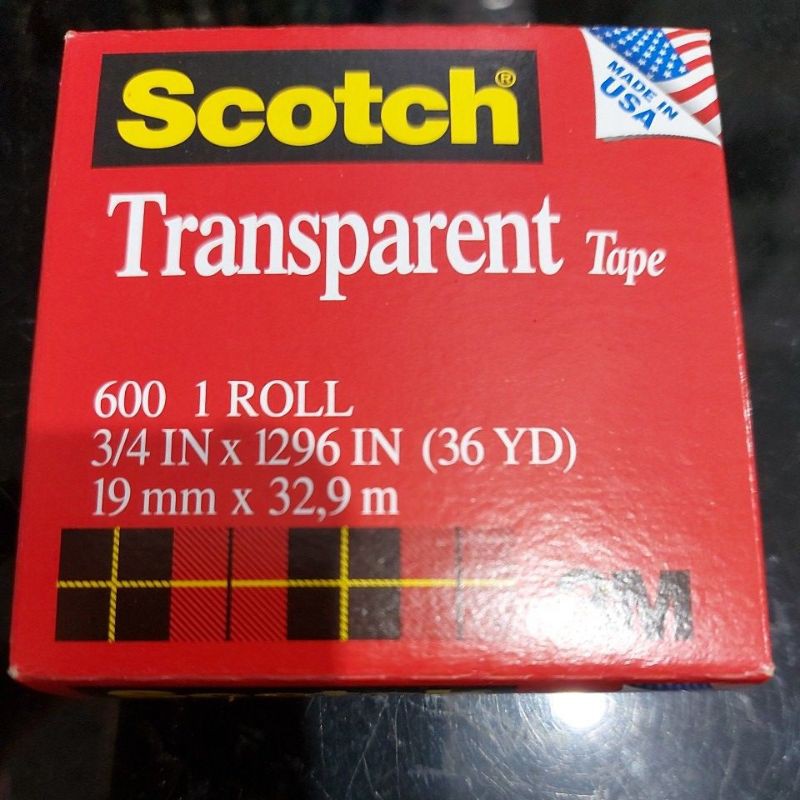 Scotch®
MADE IN
USA
Transparent Tape
600 1 ROLL
3/4 IN x 1296 IN (36 YD)
19 mm x 32,9 m
3M